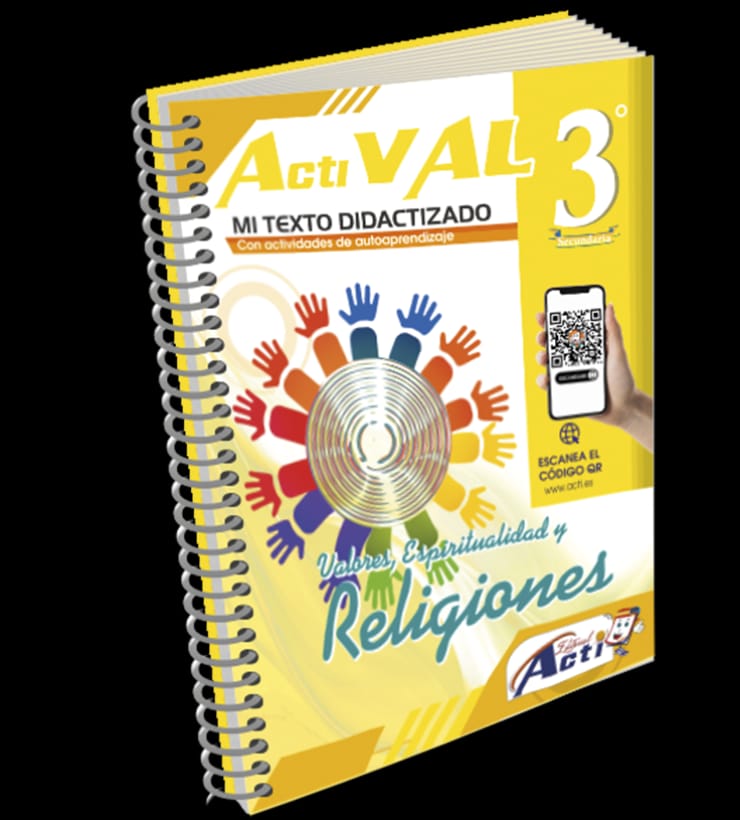 ActiVAL
3°
Secundaria
MI TEXTO DIDACTIZADO
Con actividades de autoaprendizaje
ESCANEA EL
CÓDIGO QR
www.acti.es
Valores, Espiritualidad y
Religiones
Editorial
Acti